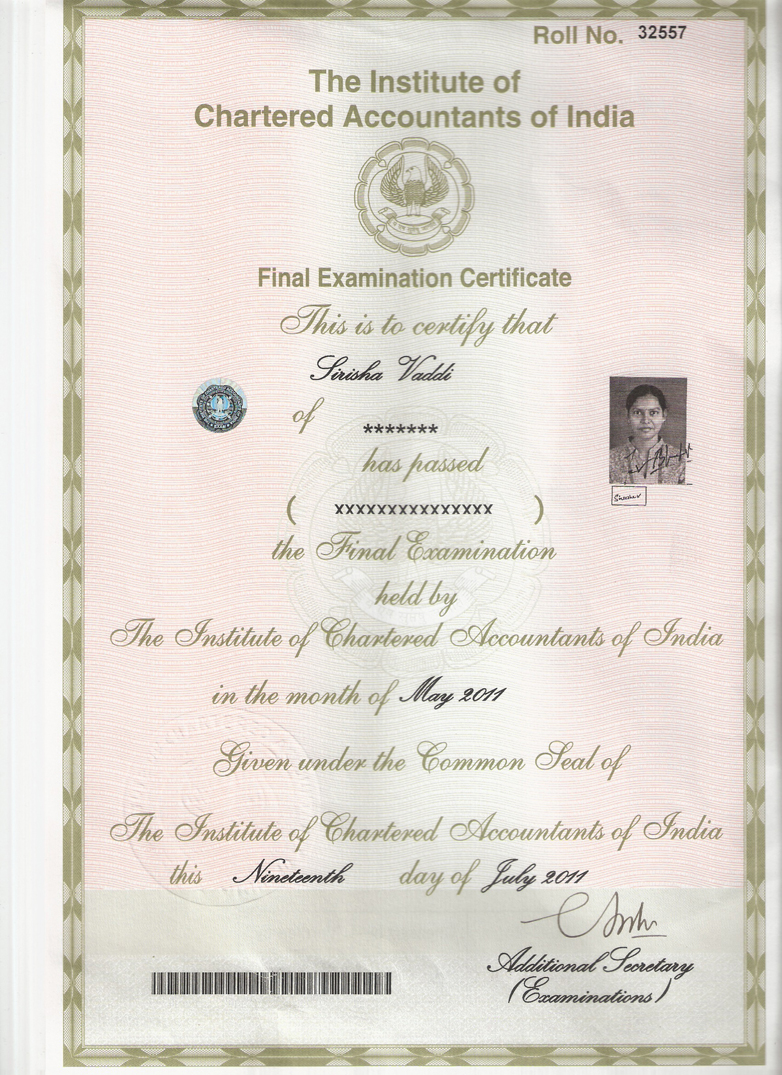 Roll No. 32557
The Institute of
Chartered Accountants of India
Final Examination Certificate
This is to certify that
Sirisha Vaddi
of *******
has passed
( xxxxxxxxxxxxxxx )
the Final Examination
held by
The Institute of Chartered Accountants of India
in the month of May 2011
Given under the Common Seal of
The Institute of Chartered Accountants of India
this Nineteenth day of July 2011
Additional Secretary
(Examinations)